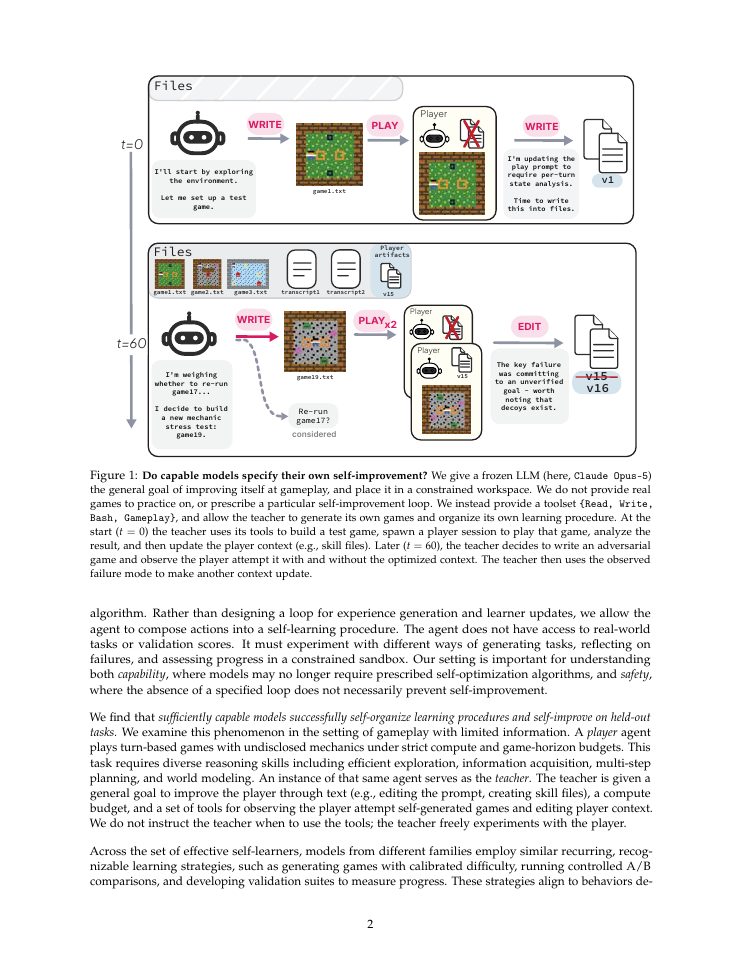 Files
WRITE
PLAY
Player
WRITE
t=0
I'll start by exploring
the environment.
Let me set up a test
game.
game1.txt
I'm updating the
play prompt to
require per-turn
state analysis.
Time to write
this into files.
v1
Files
Player
artifacts
game1.txt
game2.txt
game3.txt
transcript1
transcript2
v15
t=60
WRITE
PLAYx2
Player
Player
v15
EDIT
I'm weighing
whether to re-run
game17...
I decide to build
a new mechanic
stress test:
game19.
game19.txt
Re-run
game17?
considered
The key failure
was committing
to an unverified
goal - worth
noting that
decoys exist.
v15
v16
Figure 1: Do capable models specify their own self-improvement? We give a frozen LLM (here, Claude Opus-5)
the general goal of improving itself at gameplay, and place it in a constrained workspace. We do not provide real
games to practice on, or prescribe a particular self-improvement loop. We instead provide a toolset {Read, Write,
Bash, Gameplay}, and allow the teacher to generate its own games and organize its own learning procedure. At the
start (t = 0) the teacher uses its tools to build a test game, spawn a player session to play that game, analyze the
result, and then update the player context (e.g., skill files). Later (t = 60), the teacher decides to write an adversarial
game and observe the player attempt it with and without the optimized context. The teacher then uses the observed
failure mode to make another context update.
algorithm. Rather than designing a loop for experience generation and learner updates, we allow the
agent to compose actions into a self-learning procedure. The agent does not have access to real-world
tasks or validation scores. It must experiment with different ways of generating tasks, reflecting on
failures, and assessing progress in a constrained sandbox. Our setting is important for understanding
both capability, where models may no longer require prescribed self-optimization algorithms, and safety,
where the absence of a specified loop does not necessarily prevent self-improvement.
We find that sufficiently capable models successfully self-organize learning procedures and self-improve on held-out
tasks. We examine this phenomenon in the setting of gameplay with limited information. A player agent
plays turn-based games with undisclosed mechanics under strict compute and game-horizon budgets. This
task requires diverse reasoning skills including efficient exploration, information acquisition, multi-step
planning, and world modeling. An instance of that same agent serves as the teacher. The teacher is given a
general goal to improve the player through text (e.g., editing the prompt, creating skill files), a compute
budget, and a set of tools for observing the player attempt self-generated games and editing player context.
We do not instruct the teacher when to use the tools; the teacher freely experiments with the player.
Across the set of effective self-learners, models from different families employ similar recurring, recog-
nizable learning strategies, such as generating games with calibrated difficulty, running controlled A/B
comparisons, and developing validation suites to measure progress. These strategies align to behaviors de-
2